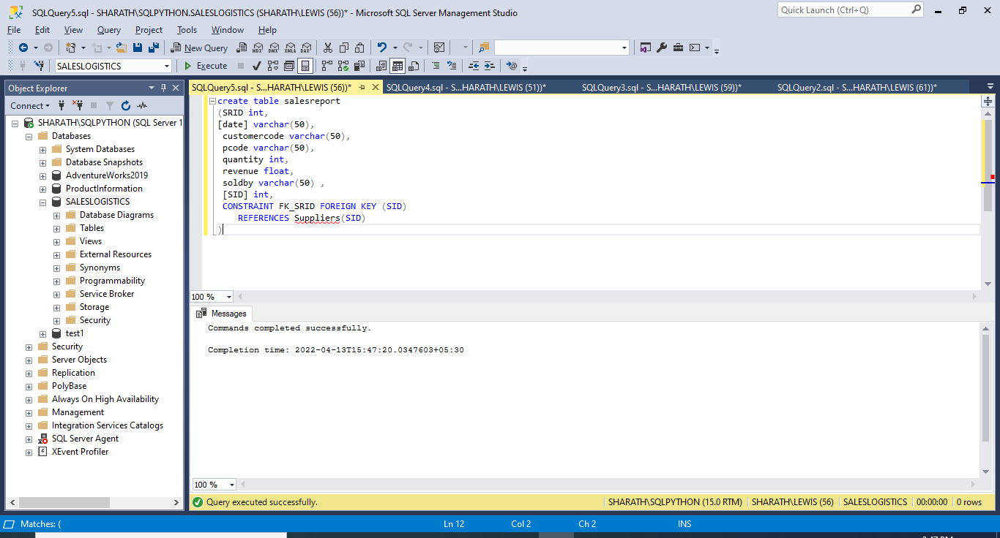 SQLQuery5.sql - SHARATH\SQLPYTHON.SALESLOGISTICS (SHARATH\LEWIS (56))* - Microsoft SQL Server Management Studio
Quick Launch (Ctrl+Q)
File Edit View Query Project Tools Window Help
New Query MDX DMX XMLA DAX
SALESLOGISTICS Execute
Object Explorer
Connect
SHARATH\SQLPYTHON (SQL Server 1
Databases
System Databases
Database Snapshots
AdventureWorks2019
ProductInformation
SALESLOGISTICS
Database Diagrams
Tables
Views
External Resources
Synonyms
Programmability
Service Broker
Storage
Security
test1
Security
Server Objects
Replication
PolyBase
Always On High Availability
Management
Integration Services Catalogs
SQL Server Agent
XEvent Profiler
SQLQuery5.sql - S...HARATH\LEWIS (56))* SQLQuery4.sql - S...HARATH\LEWIS (51))* SQLQuery3.sql - S...HARATH\LEWIS (59))* SQLQuery2.sql - S...HARATH\LEWIS (61))*
create table salesreport
(SRID int,
[date] varchar(50),
customercode varchar(50),
pcode varchar(50),
quantity int,
revenue float,
soldby varchar(50) ,
[SID] int,
CONSTRAINT FK_SRID FOREIGN KEY (SID)
REFERENCES Suppliers(SID)
)
100 %
Messages
Commands completed successfully.
Completion time: 2022-04-13T15:47:20.0347603+05:30
100 %
Query executed successfully. SHARATH\SQLPYTHON (15.0 RTM) SHARATH\LEWIS (56) SALESLOGISTICS 00:00:00 0 rows
Matches: ( Ln 12 Col 2 Ch 2 INS